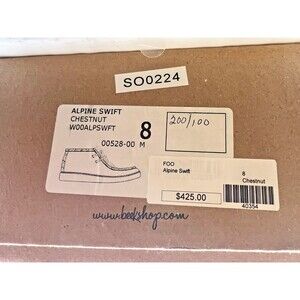 SO0224
ALPINE SWIFT
CHESTNUT
W00ALPSWFT
8
200/100
00528-00 M
FOO
Alpine Swift
8
Chestnut
$425.00
40354
www.beekshop.com